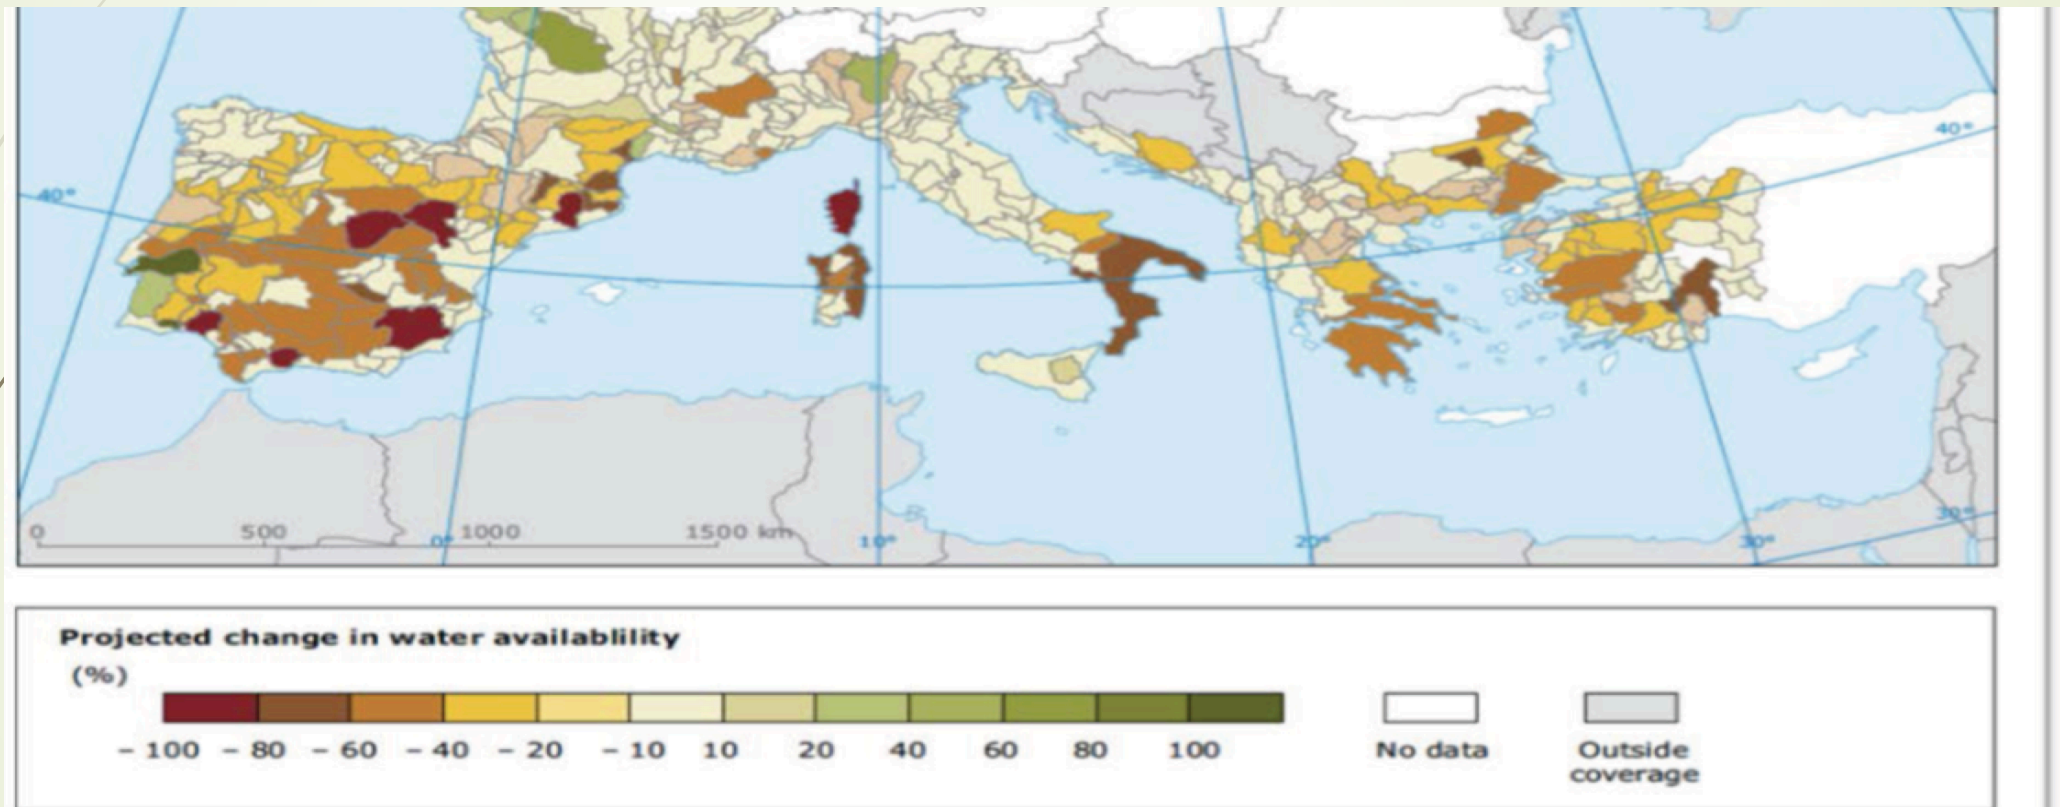 40°
40°
30°
0 500 1000 1500 km
0° 10° 20° 30°
Projected change in water availablility
(%)
– 100 – 80 – 60 – 40 – 20 – 10 10 20 40 60 80 100
No data
Outside
coverage